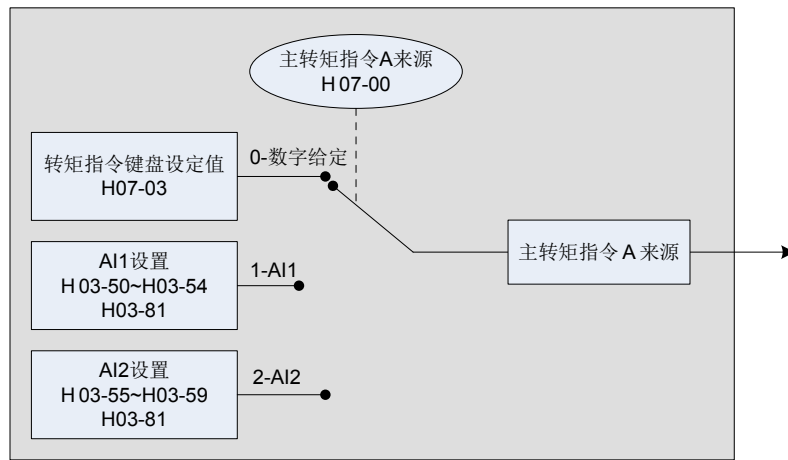 主转矩指令A来源
H 07-00
转矩指令键盘设定值
H07-03
0-数字给定
主转矩指令 A 来源
AI1设置
H 03-50~H03-54
H03-81
1-AI1
AI2设置
H 03-55~H03-59
H03-81
2-AI2